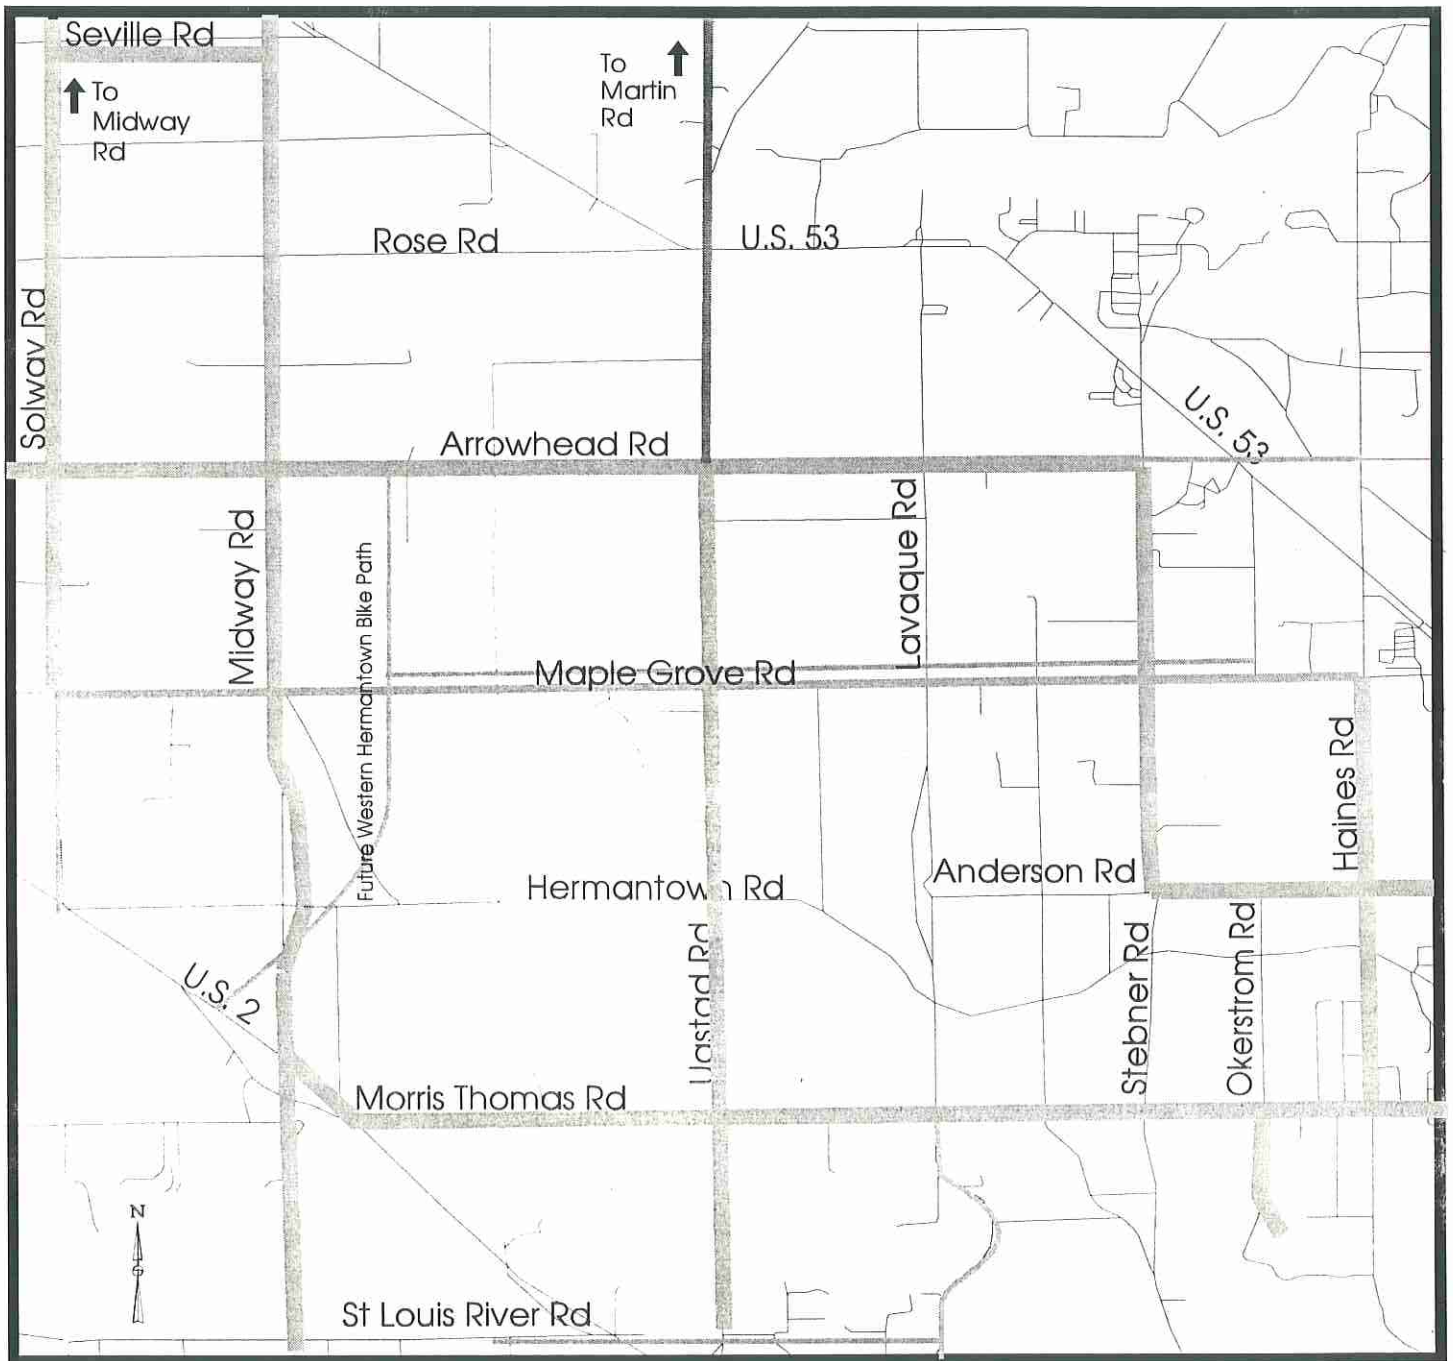 Seville Rd
To
Midway
Rd
To
Martin
Rd
Rose Rd
U.S. 53
Solway Rd
U.S. 53
Arrowhead Rd
Midway Rd
Future Western Hermantown Bike Path
Lavaque Rd
Maple Grove Rd
Haines Rd
Anderson Rd
Hermantown Rd
Ugstad Rd
Stebner Rd
Okerstrom Rd
U.S. 2
Morris Thomas Rd
N
St Louis River Rd